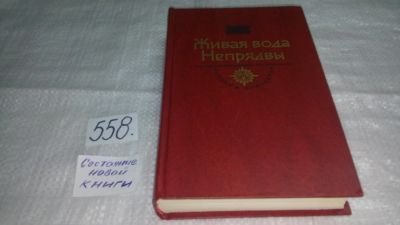 Живая вода
Непрядвы
558.
Состояние
новой
книги